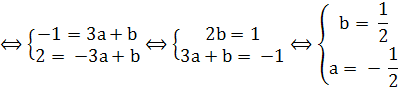 ⇔ { −1 = 3a + b ⇔ { 2b = 1 ⇔ { b = 1/2
2 = −3a + b 3a + b = −1 a = − 1/2